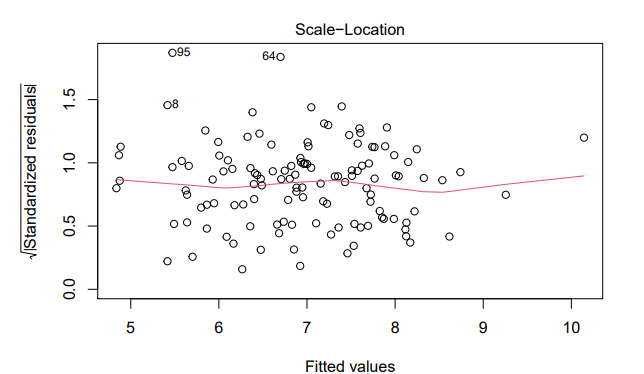 Scale−Location
√|Standardized residuals|
0.0 0.5 1.0 1.5
95
64
8
5 6 7 8 9 10
Fitted values